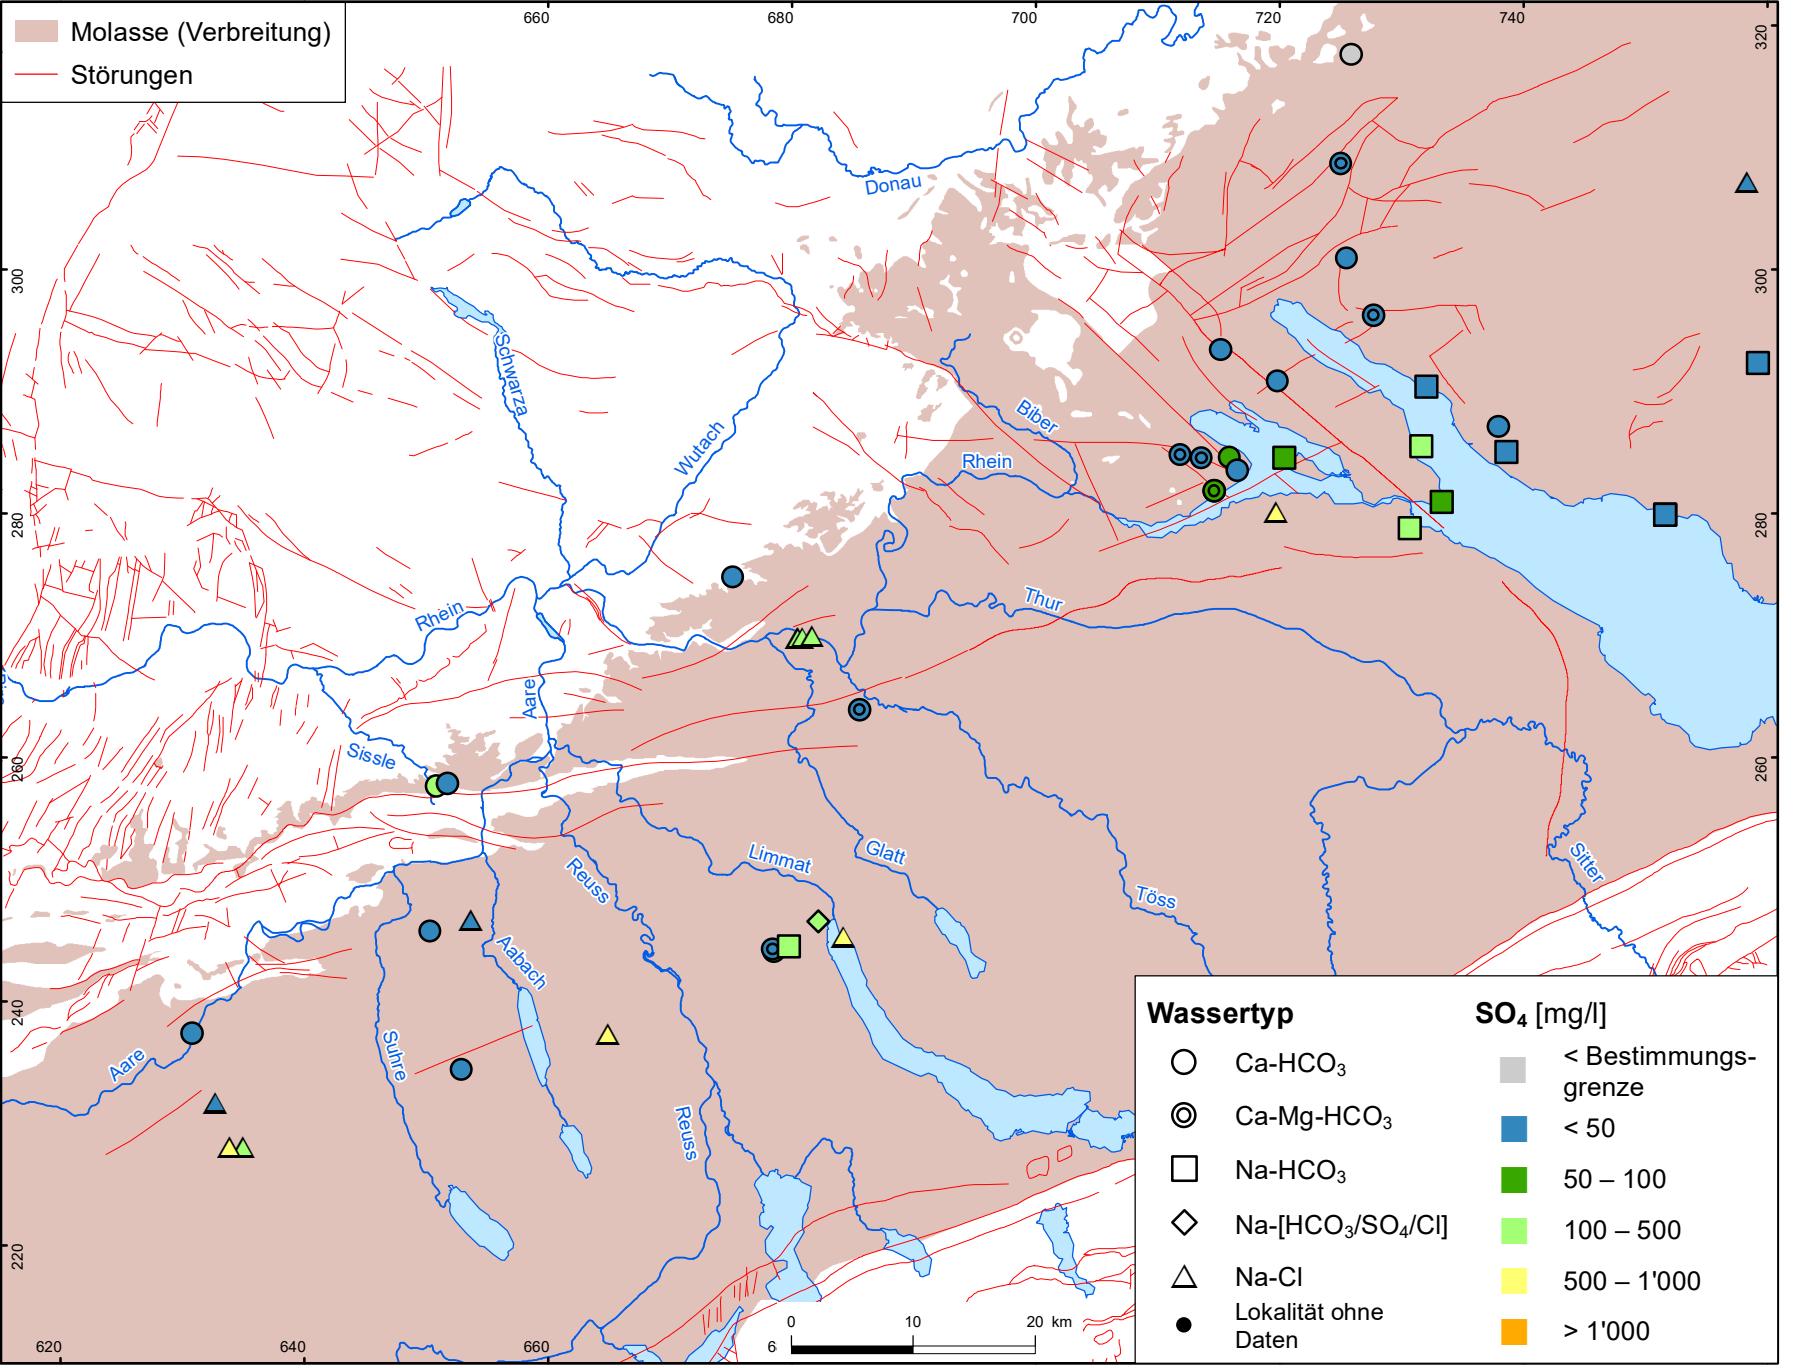 Molasse (Verbreitung)
Störungen
660
680
700
720
740
320
300
300
280
280
260
260
240
220
620
640
660
Donau
Schwarza
Wutach
Biber
Rhein
Thur
Rhein
Aare
Sissle
Reuss
Limmat
Glatt
Töss
Sitter
Aabach
Suhre
Aare
Reuss
0 10 20 km
6
Wassertyp
Ca-HCO₃
Ca-Mg-HCO₃
Na-HCO₃
Na-[HCO₃/SO₄/Cl]
Na-Cl
Lokalität ohne
Daten
SO₄ [mg/l]
< Bestimmungs-
grenze
< 50
50 – 100
100 – 500
500 – 1'000
> 1'000